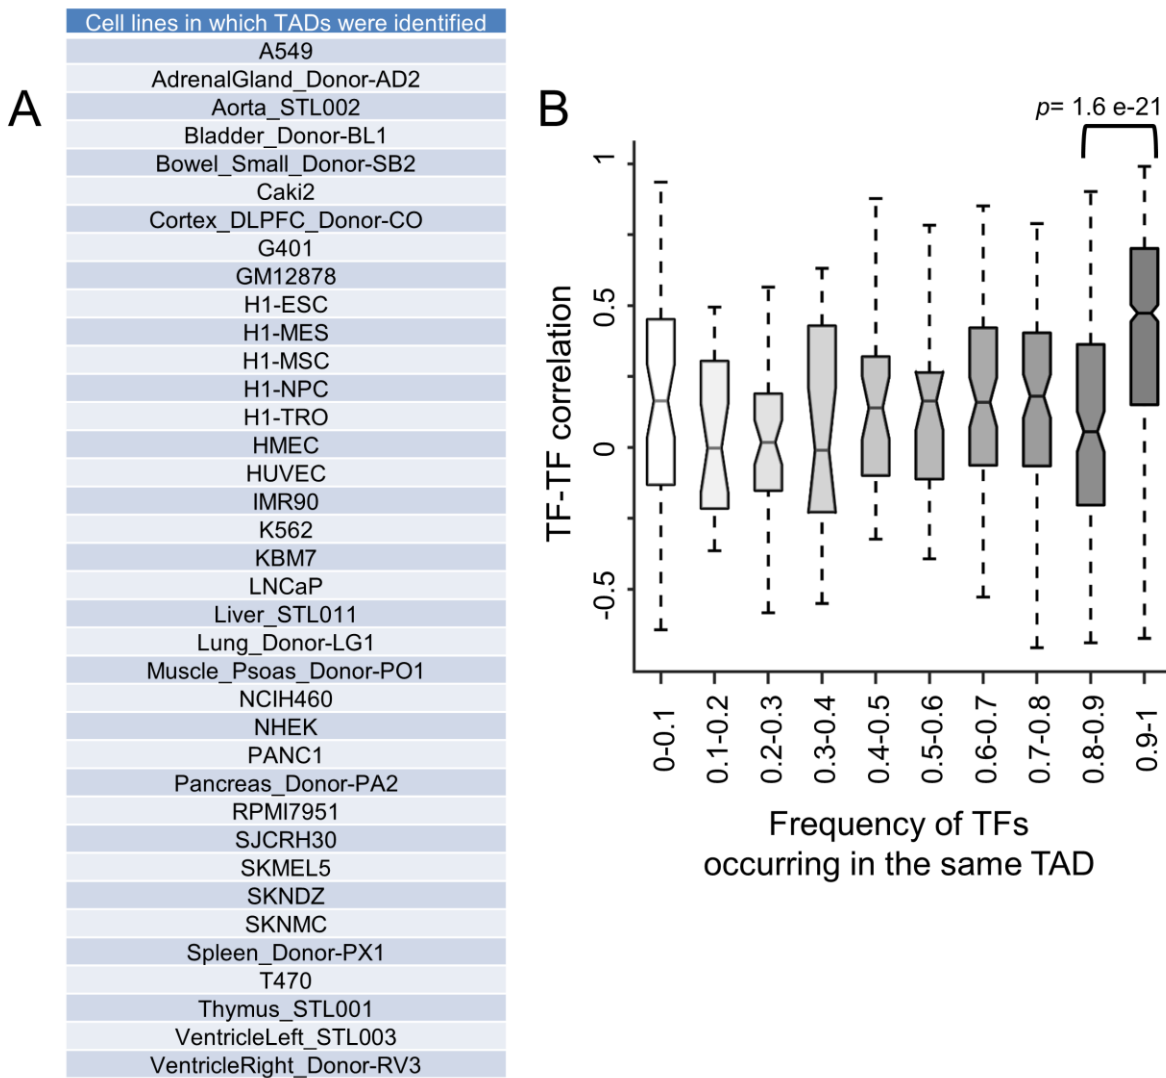 A
Cell lines in which TADs were identified
A549
AdrenalGland_Donor-AD2
Aorta_STL002
Bladder_Donor-BL1
Bowel_Small_Donor-SB2
Caki2
Cortex_DLPFC_Donor-CO
G401
GM12878
H1-ESC
H1-MES
H1-MSC
H1-NPC
H1-TRO
HMEC
HUVEC
IMR90
K562
KBM7
LNCaP
Liver_STL011
Lung_Donor-LG1
Muscle_Psoas_Donor-PO1
NCIH460
NHEK
PANC1
Pancreas_Donor-PA2
RPMI7951
SJCRH30
SKMEL5
SKNDZ
SKNMC
Spleen_Donor-PX1
T470
Thymus_STL001
VentricleLeft_STL003
VentricleRight_Donor-RV3
B
p= 1.6 e-21
TF-TF correlation
1
0.5
0
-0.5
0-0.1
0.1-0.2
0.2-0.3
0.3-0.4
0.4-0.5
0.5-0.6
0.6-0.7
0.7-0.8
0.8-0.9
0.9-1
Frequency of TFs
occurring in the same TAD